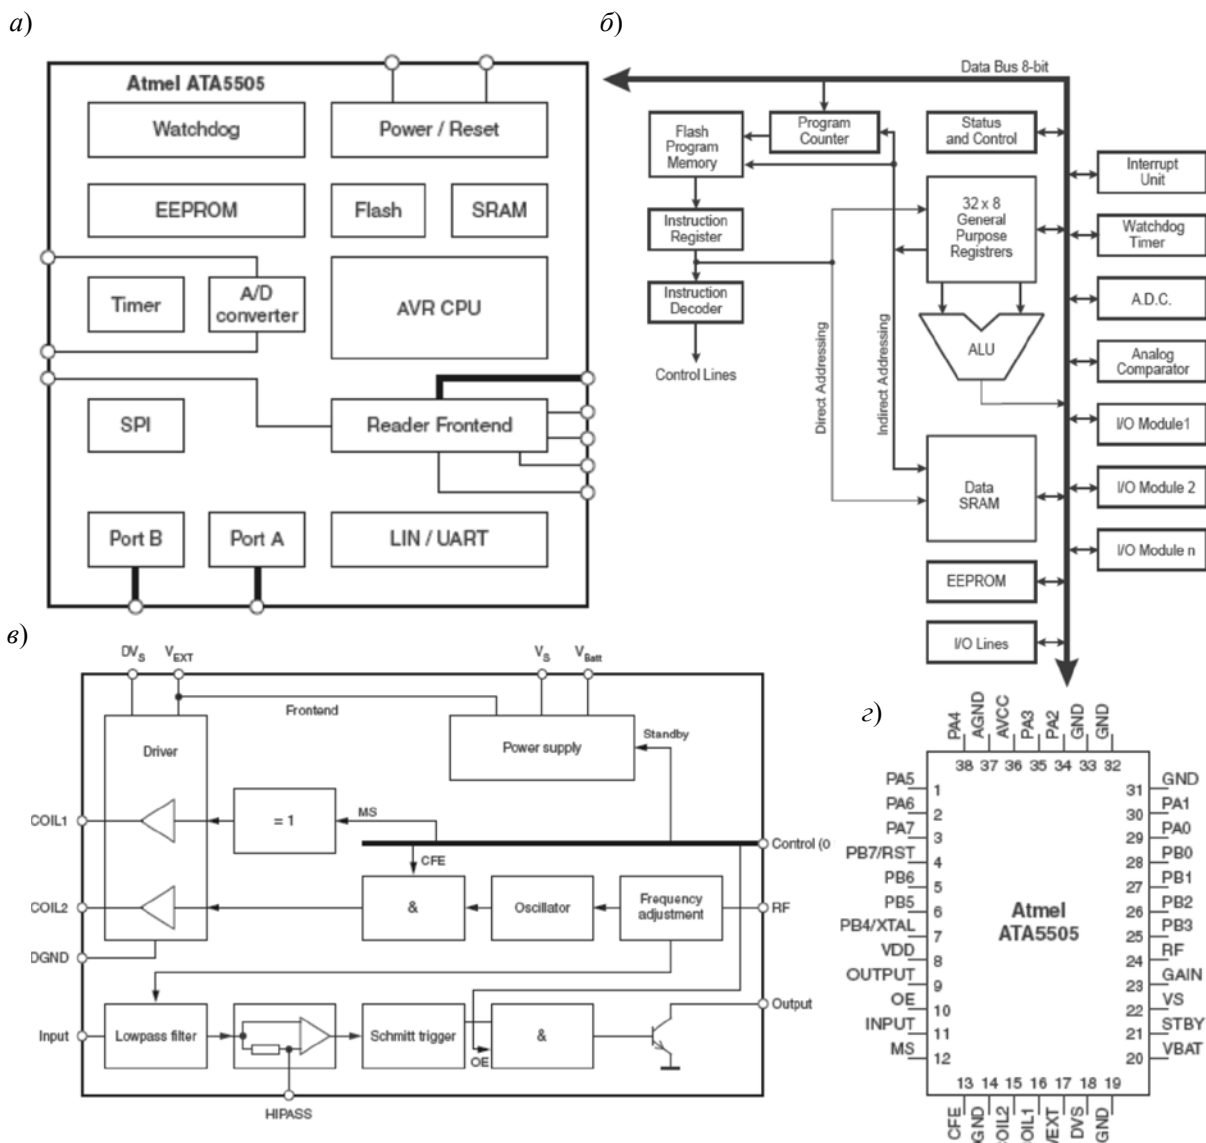 а)
Atmel ATA5505
Watchdog
Power / Reset
EEPROM
Flash
SRAM
Timer
A/D
converter
AVR CPU
SPI
Reader Frontend
Port B
Port A
LIN / UART
б)
Data Bus 8-bit
Flash
Program
Memory
Program
Counter
Status
and Control
Interrupt
Unit
Instruction
Register
32 x 8
General
Purpose
Registrers
Watchdog
Timer
Instruction
Decoder
A.D.C.
ALU
Analog
Comparator
Control Lines
Direct Addressing
Indirect Addressing
I/O Module1
Data
SRAM
I/O Module 2
I/O Module n
EEPROM
I/O Lines
в)
DVS
VEXT
VS
VBatt
Frontend
Driver
Power supply
Standby
COIL1
= 1
MS
Control (0
CFE
COIL2
&
Oscillator
Frequency
adjustment
RF
DGND
Output
Input
Lowpass filter
Schmitt trigger
OE
&
HIPASS
г)
PA4
AGND
AVCC
PA3
PA2
GND
GND
38 37 36 35 34 33 32
PA5 1
PA6 2
PA7 3
PB7/RST 4
PB6 5
PB5 6
PB4/XTAL 7
VDD 8
OUTPUT 9
OE 10
INPUT 11
MS 12
Atmel
ATA5505
31 GND
30 PA1
29 PA0
28 PB0
27 PB1
26 PB2
25 PB3
24 RF
23 GAIN
22 VS
21 STBY
20 VBAT
13 14 15 16 17 18 19
CFE
GND
COIL2
OIL1
VEXT
DVS
GND